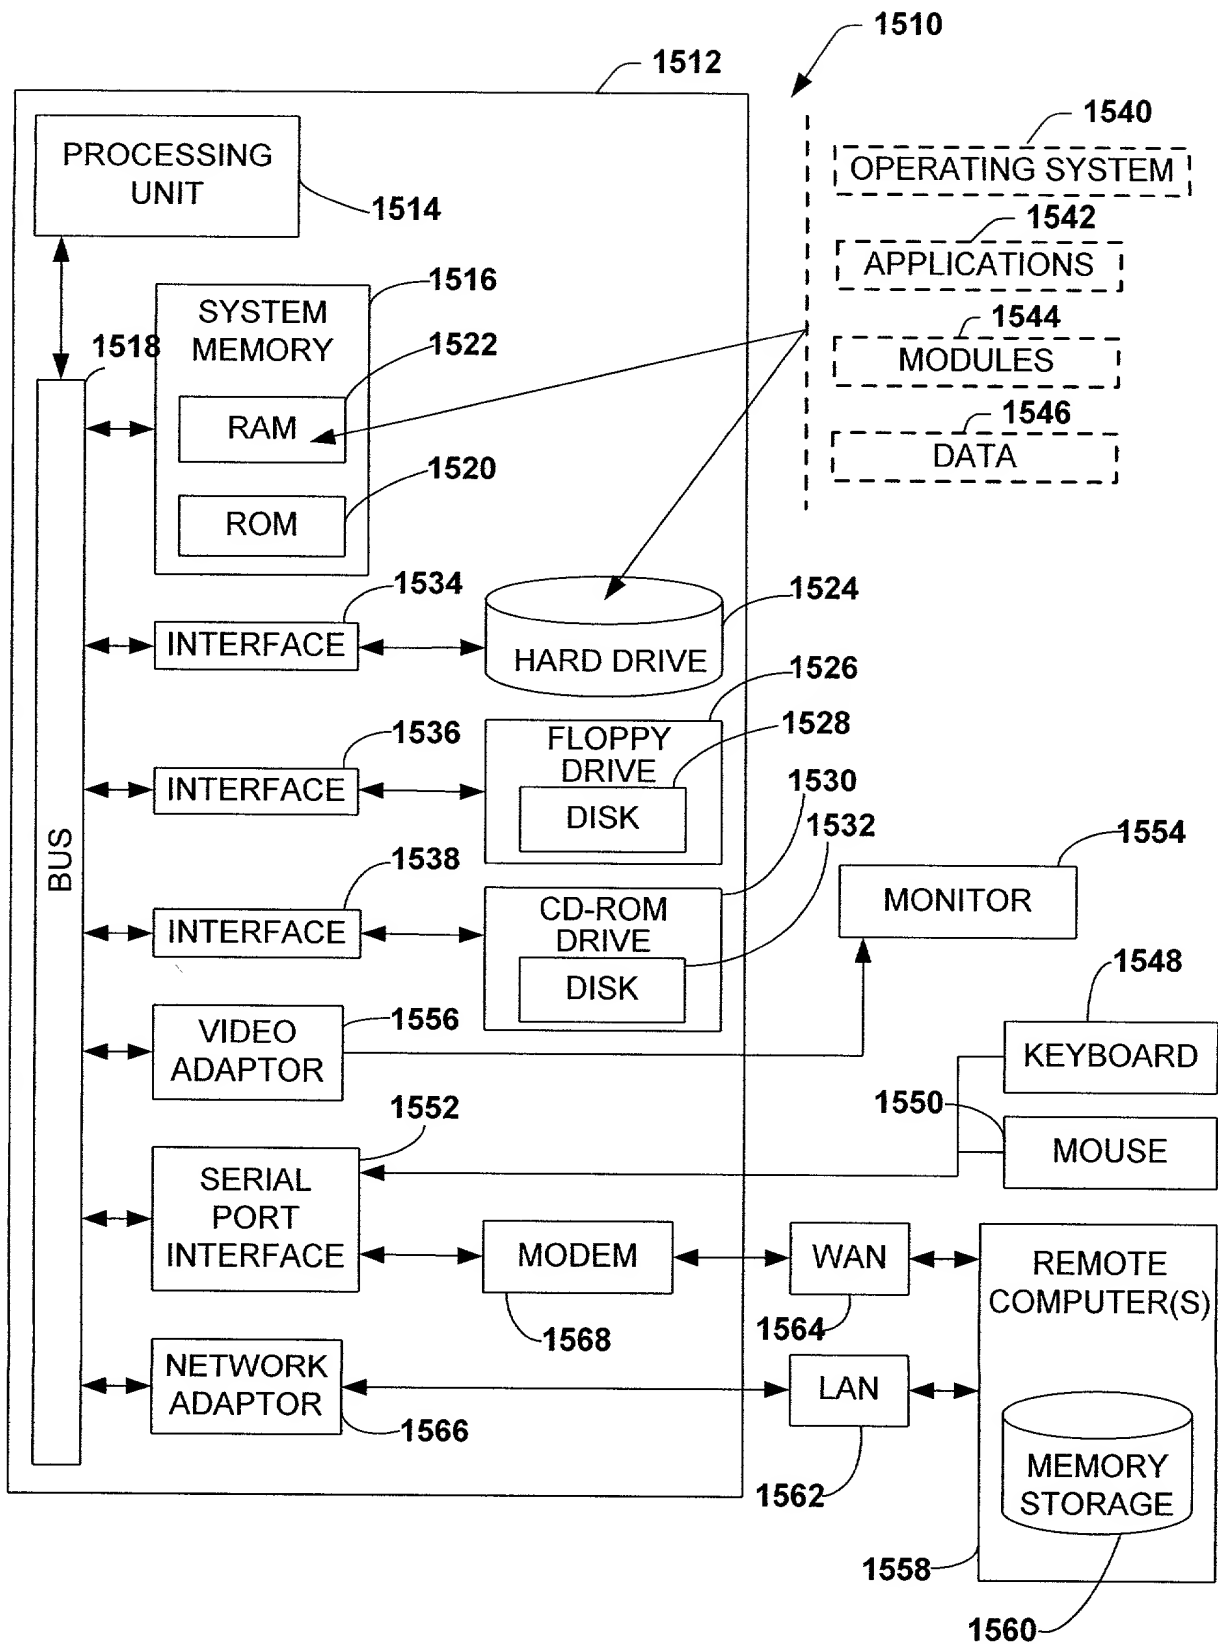 1510
1512
PROCESSING
UNIT
1514
1540
OPERATING SYSTEM
1542
APPLICATIONS
1544
MODULES
1546
DATA
1516
SYSTEM
MEMORY
1518
1522
RAM
1520
ROM
1534
INTERFACE
1524
HARD DRIVE
1526
1536
INTERFACE
1528
FLOPPY
DRIVE
DISK
1530
1532
1538
INTERFACE
CD-ROM
DRIVE
DISK
BUS
1554
MONITOR
1556
VIDEO
ADAPTOR
1548
KEYBOARD
1550
MOUSE
1552
SERIAL
PORT
INTERFACE
MODEM
1568
WAN
1564
REMOTE
COMPUTER(S)
NETWORK
ADAPTOR
1566
LAN
1562
MEMORY
STORAGE
1558
1560